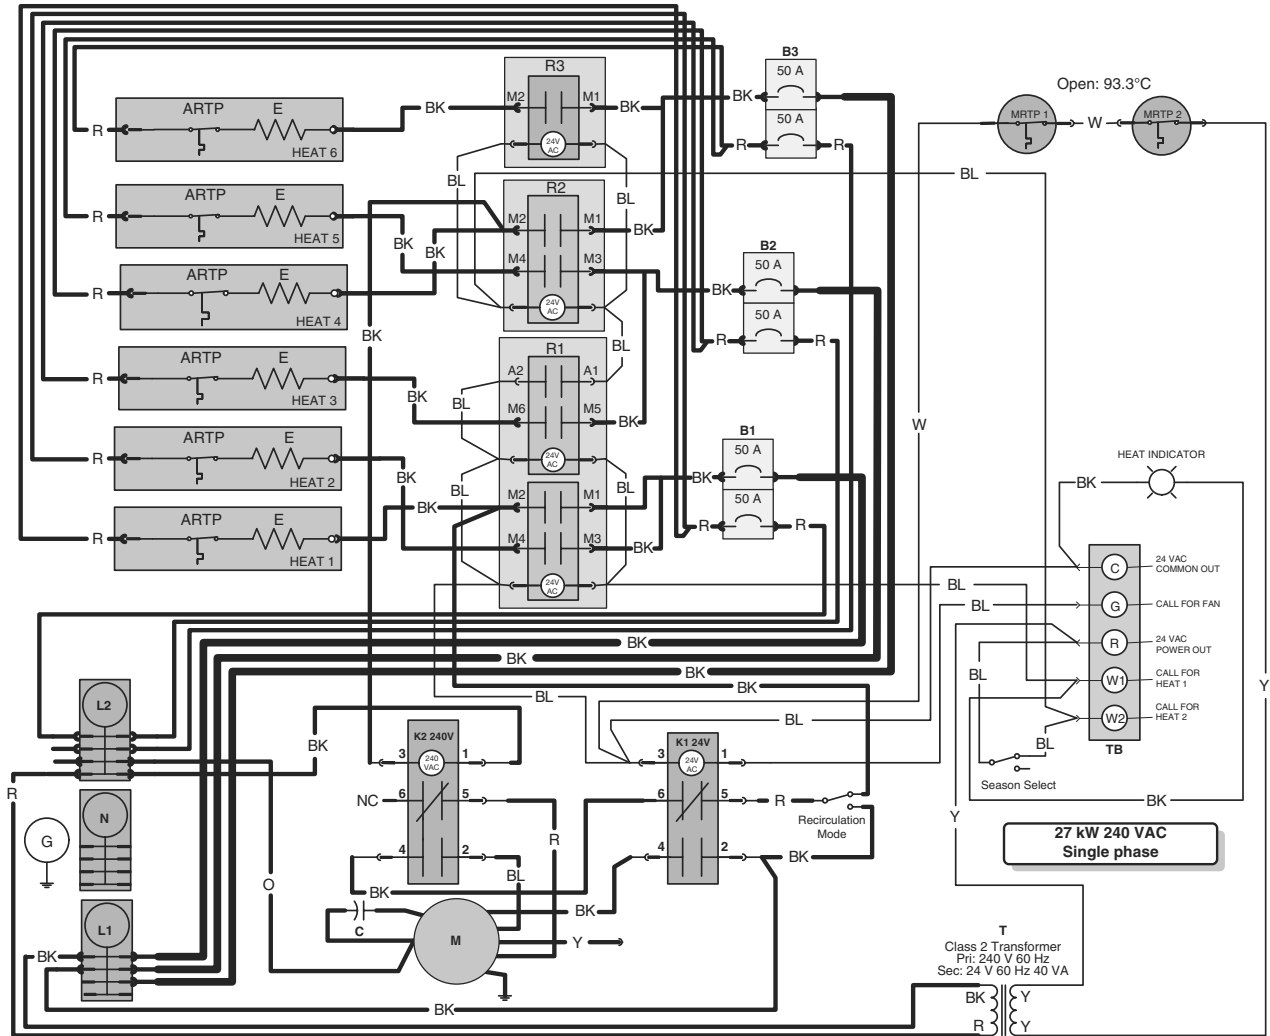 B3
50 A
50 A
R3
M2
M1
24V
AC
BK
BK
BK
R
R
Open: 93.3°C
MRTP 1
W
MRTP 2
ARTP
E
R
HEAT 6
BL
BL
BL
R2
M2
M1
M4
M3
24V
AC
BK
BK
BK
ARTP
E
R
HEAT 5
B2
50 A
50 A
BK
R
R
ARTP
E
R
HEAT 4
BK
BL
R1
A2
A1
M6
M5
24V
AC
BL
BK
BK
ARTP
E
R
HEAT 3
W
B1
50 A
50 A
BK
R
R
ARTP
E
R
HEAT 2
BK
BK
BL
BL
M2
M1
M4
M3
24V
AC
BK
ARTP
E
R
HEAT 1
HEAT INDICATOR
BK
C
24 VAC
COMMON OUT
G
CALL FOR FAN
R
24 VAC
POWER OUT
W1
CALL FOR
HEAT 1
W2
CALL FOR
HEAT 2
TB
BL
BL
BL
BL
Season Select
BK
Y
Y
BK
BK
BK
BK
BL
BL
L2
BK
K2 240V
3
240
VAC
1
NC
6
5
4
2
K1 24V
3
24V
AC
1
6
5
4
2
R
Recirculation
Mode
BK
R
N
G
R
BL
BK
O
C
M
BK
Y
27 kW 240 VAC
Single phase
L1
BK
BK
T
Class 2 Transformer
Pri: 240 V 60 Hz
Sec: 24 V 60 Hz 40 VA
BK
Y
R
Y